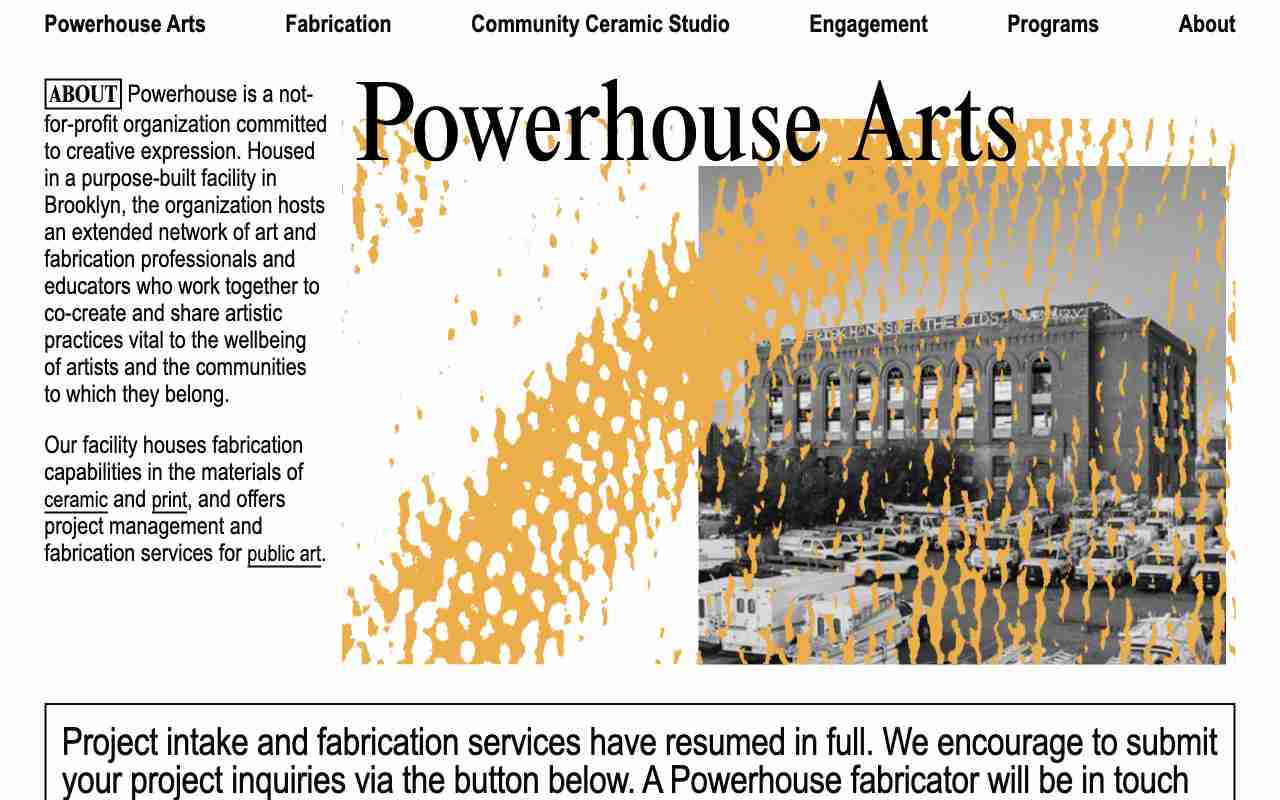 Powerhouse Arts Fabrication Community Ceramic Studio Engagement Programs About
Powerhouse Arts
ABOUT Powerhouse is a not-
for-profit organization committed
to creative expression. Housed
in a purpose-built facility in
Brooklyn, the organization hosts
an extended network of art and
fabrication professionals and
educators who work together to
co-create and share artistic
practices vital to the wellbeing
of artists and the communities
to which they belong.
Our facility houses fabrication
capabilities in the materials of
ceramic and print, and offers
project management and
fabrication services for public art.
Project intake and fabrication services have resumed in full. We encourage to submit
your project inquiries via the button below. A Powerhouse fabricator will be in touch